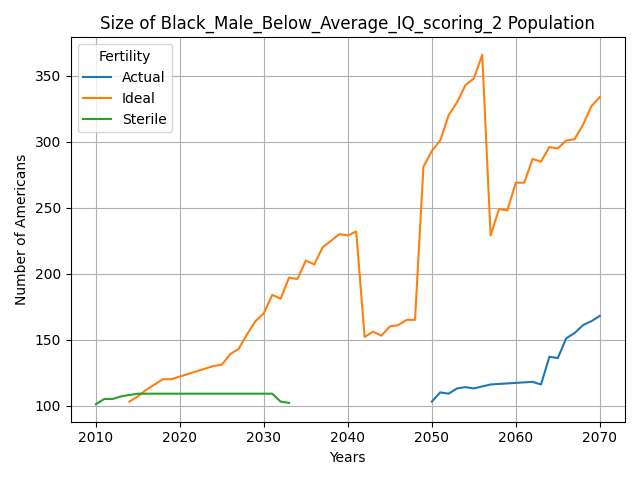 Size of Black_Male_Below_Average_IQ_scoring_2 Population
Fertility
Actual
Ideal
Sterile
350
300
250
200
150
100
Number of Americans
2010 2020 2030 2040 2050 2060 2070
Years